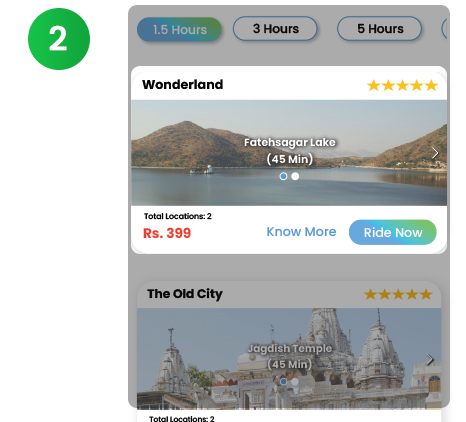 2
1.5 Hours
3 Hours
5 Hours
Wonderland
Fatehsagar Lake
(45 Min)
Total Locations: 2
Rs. 399
Know More
Ride Now
The Old City
Jagdish Temple
(45 Min)
Total Locations: 2